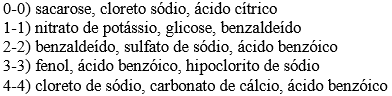 0-0) sacarose, cloreto sódio, ácido cítrico
1-1) nitrato de potássio, glicose, benzaldeído
2-2) benzaldeído, sulfato de sódio, ácido benzóico
3-3) fenol, ácido benzóico, hipoclorito de sódio
4-4) cloreto de sódio, carbonato de cálcio, ácido benzóico